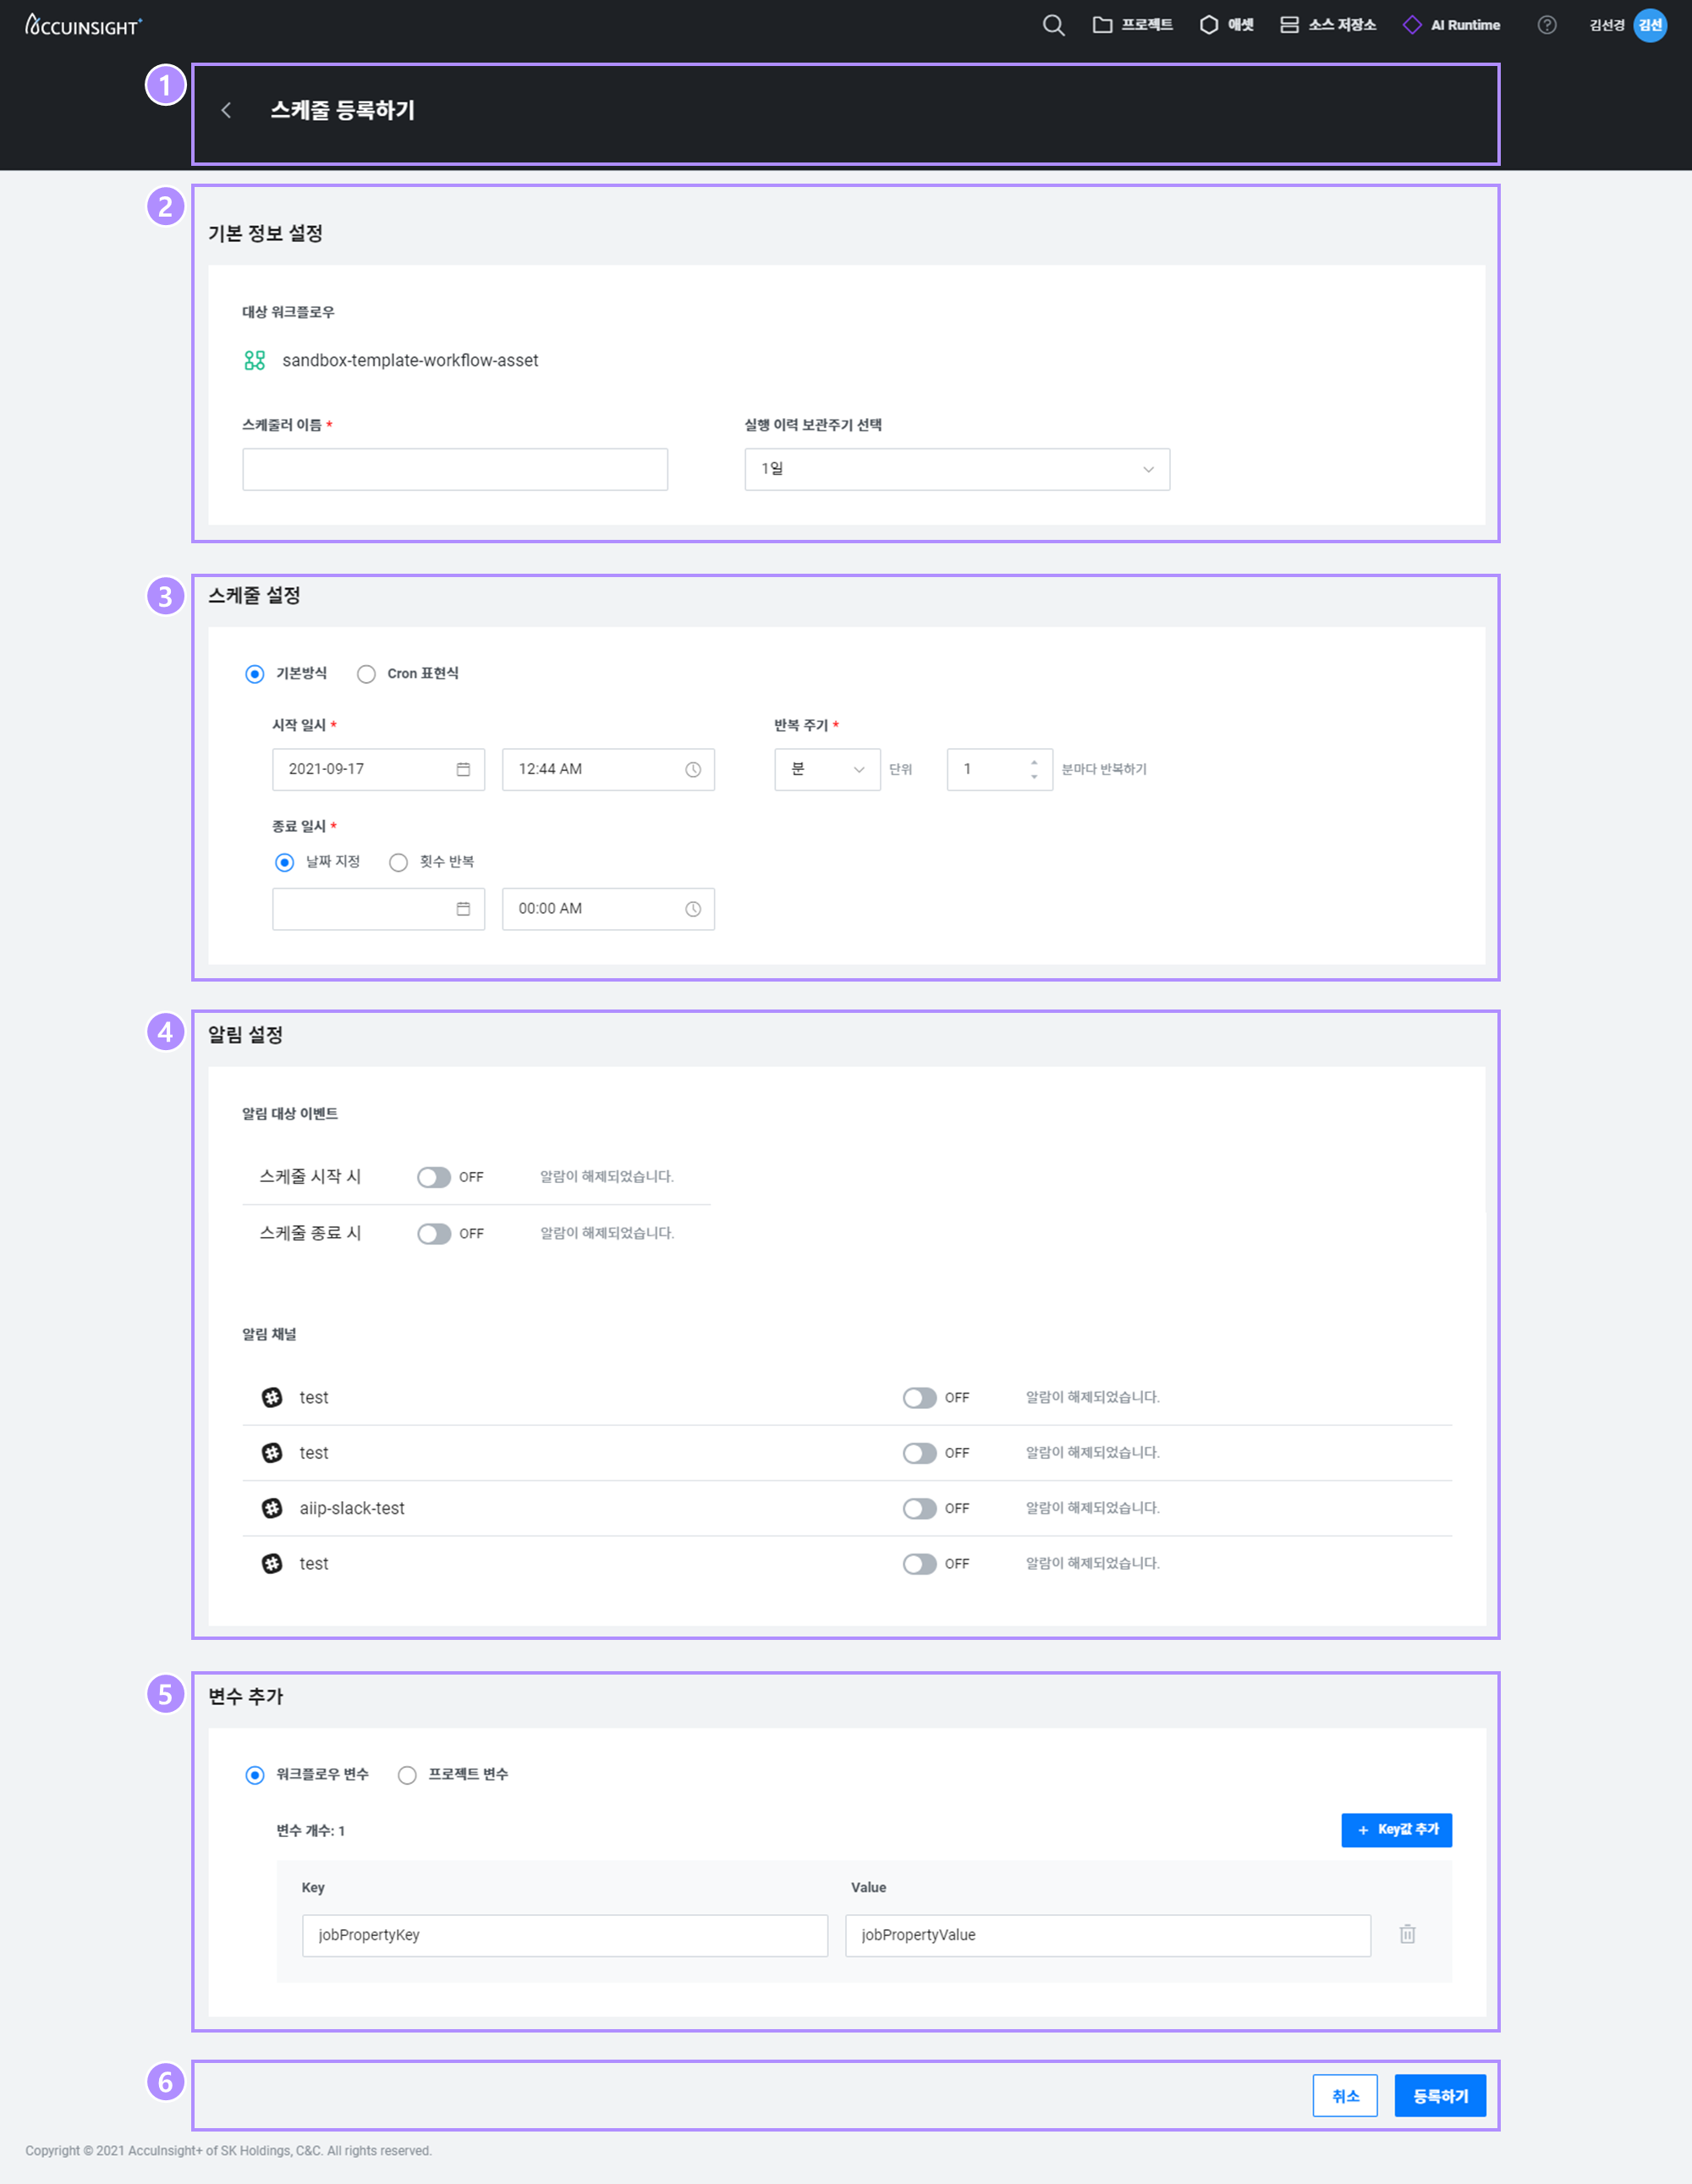 ACCUINSIGHT+ 프로젝트 애셋 소스 저장소 AI Runtime ? 김선경 김선
1
스케줄 등록하기
2
기본 정보 설정
대상 워크플로우
sandbox-template-workflow-asset
스케줄러 이름 * 실행 이력 보관주기 선택
1일
3
스케줄 설정
기본방식 Cron 표현식
시작 일시 * 반복 주기 *
2021-09-17 12:44 AM 분 단위 1 분마다 반복하기
종료 일시 *
날짜 지정 횟수 반복
00:00 AM
4
알림 설정
알림 대상 이벤트
스케줄 시작 시 OFF 알람이 해제되었습니다.
스케줄 종료 시 OFF 알람이 해제되었습니다.
알림 채널
test OFF 알람이 해제되었습니다.
test OFF 알람이 해제되었습니다.
aiip-slack-test OFF 알람이 해제되었습니다.
test OFF 알람이 해제되었습니다.
5
변수 추가
워크플로우 변수 프로젝트 변수
변수 개수: 1 + Key값 추가
Key Value
jobPropertyKey jobPropertyValue
6
취소 등록하기
Copyright © 2021 AccuInsight+ of SK Holdings, C&C. All rights reserved.